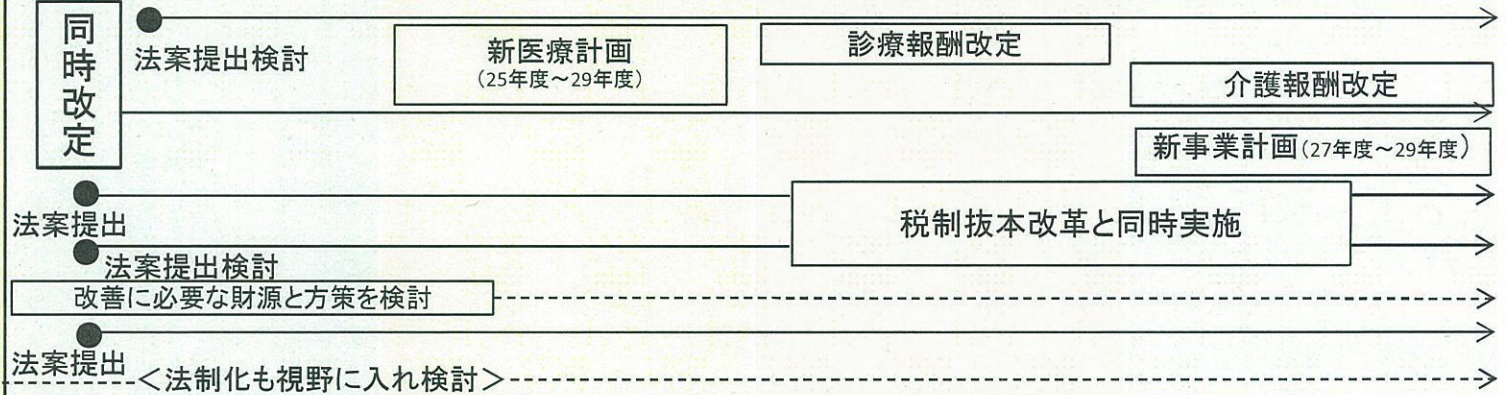 同時改定
法案提出検討
新医療計画
（25年度～29年度）
診療報酬改定
介護報酬改定
新事業計画（27年度～29年度）
法案提出
税制抜本改革と同時実施
法案提出検討
改善に必要な財源と方策を検討
法案提出
＜法制化も視野に入れ検討＞